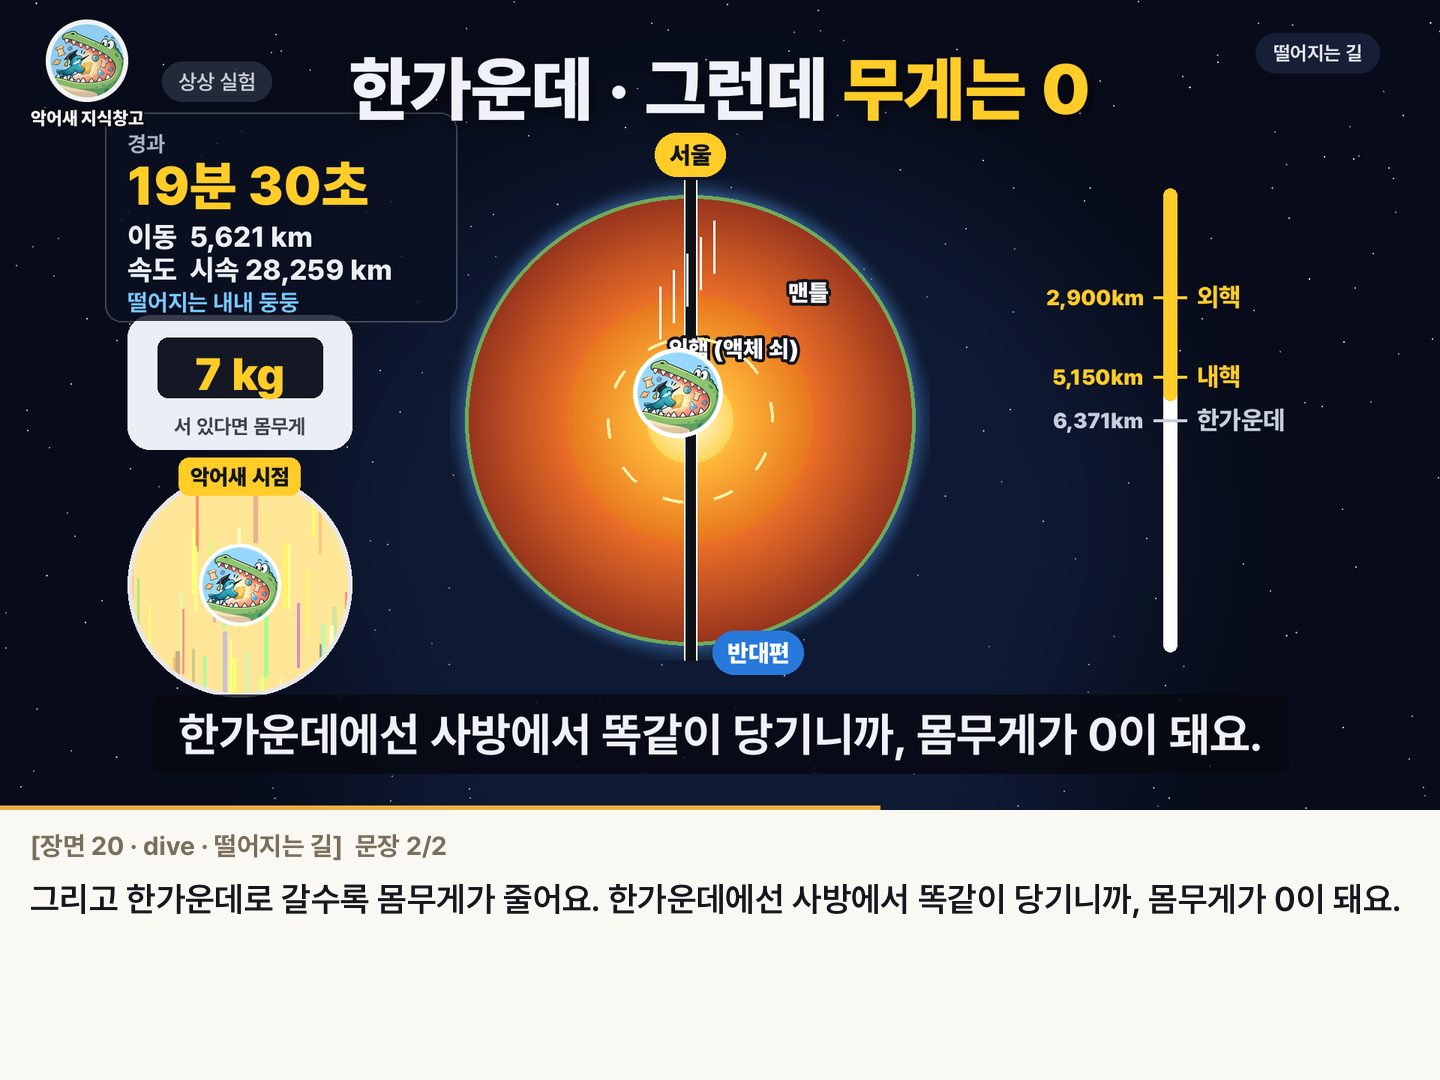 악어새 지식창고
상상 실험
한가운데 · 그런데 무게는 0
떨어지는 길
경과
19분 30초
이동 5,621 km
속도 시속 28,259 km
떨어지는 내내 둥둥
7 kg
서 있다면 몸무게
악어새 시점
서울
맨틀
외핵 (액체 쇠)
반대편
2,900km 외핵
5,150km 내핵
6,371km 한가운데
한가운데에선 사방에서 똑같이 당기니까, 몸무게가 0이 돼요.
[장면 20 · dive · 떨어지는 길] 문장 2/2
그리고 한가운데로 갈수록 몸무게가 줄어요. 한가운데에선 사방에서 똑같이 당기니까, 몸무게가 0이 돼요.